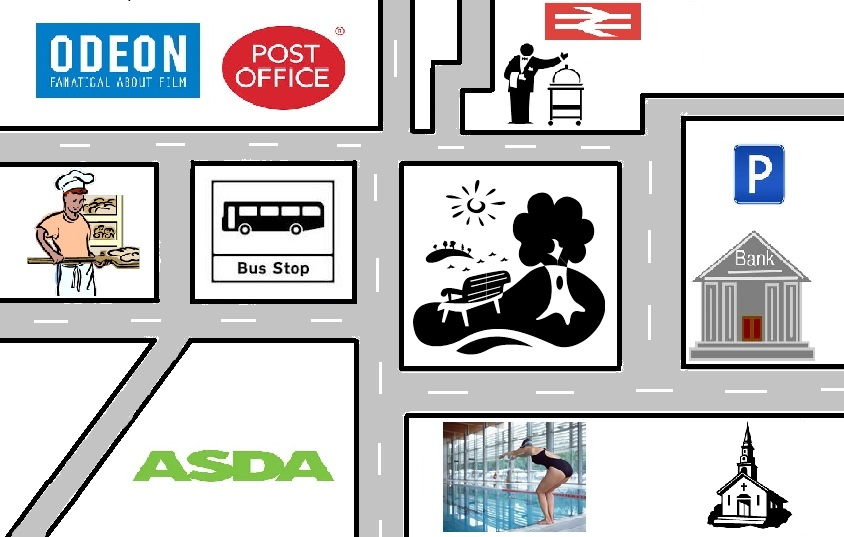 ODEON
FANATICAL ABOUT FILM
POST
OFFICE
®
P
Bank
Bus Stop
ASDA